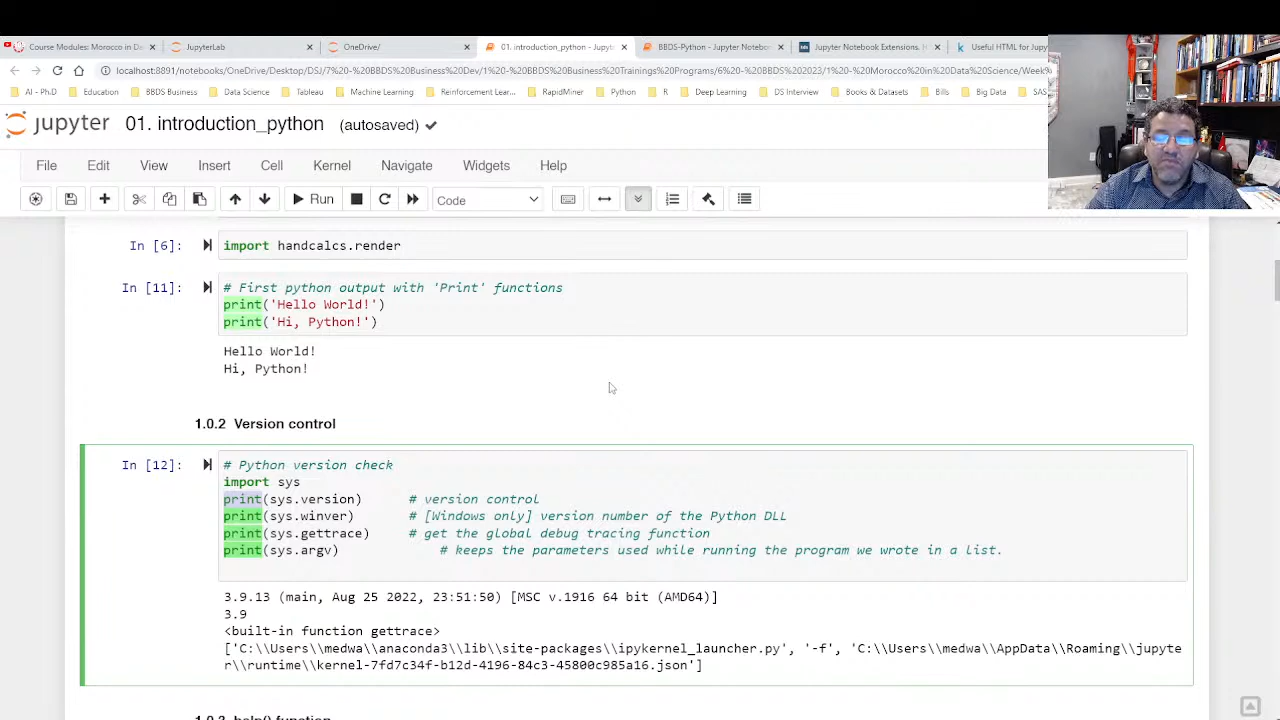 Course Modules: Morocco in Da
JupyterLab
OneDrive/
01. introduction_python - Jupyte
BBDS-Python - Jupyter Notebo
Jupyter Notebook Extensions. H
Useful HTML for Jupy
localhost:8891/notebooks/OneDrive/Desktop/DSJ/7%20-%20BBDS%20Business%20Dev/1%20-%20BBDS%20Business%20Trainings%20Programs/6%20-%20BBDS%202023/1%20-%20Morocco%20in%20Data%20Science/Week%
AI - Ph.D
Education
BBDS Business
Data Science
Tableau
Machine Learning
Reinforcement Lear...
RapidMiner
Python
R
Deep Learning
DS Interview
Books & Datasets
Bills
Big Data
SAS
jupyter 01. introduction_python (autosaved)
File Edit View Insert Cell Kernel Navigate Widgets Help
Run
Code
In [6]: import handcalcs.render
In [11]: # First python output with 'Print' functions
print('Hello World!')
print('Hi, Python!')
Hello World!
Hi, Python!
1.0.2 Version control
In [12]: # Python version check
import sys
print(sys.version) # version control
print(sys.winver) # [Windows only] version number of the Python DLL
print(sys.gettrace) # get the global debug tracing function
print(sys.argv) # keeps the parameters used while running the program we wrote in a list.
3.9.13 (main, Aug 25 2022, 23:51:50) [MSC v.1916 64 bit (AMD64)]
3.9
<built-in function gettrace>
['C:\\Users\\medwa\\anaconda3\\lib\\site-packages\\ipykernel_launcher.py', '-f', 'C:\\Users\\medwa\\AppData\\Roaming\\jupyte
r\\runtime\\kernel-7fd7c34f-b12d-4196-84c3-45800c985a16.json']
1.0.3 help() function